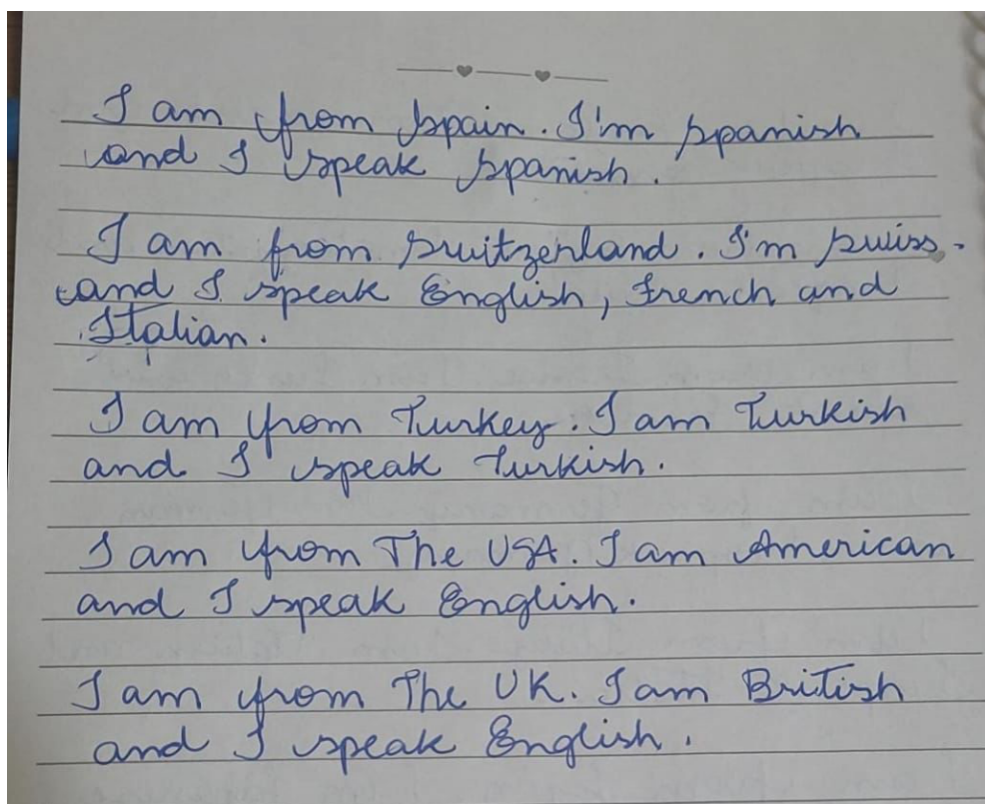 I am from Spain. I'm Spanish
and I speak Spanish.
I am from Switzerland. I'm Swiss.
and I speak English, French and
Italian.
I am from Turkey. I am Turkish
and I speak Turkish.
I am from The USA. I am American
and I speak English.
I am from The UK. I am British
and I speak English.